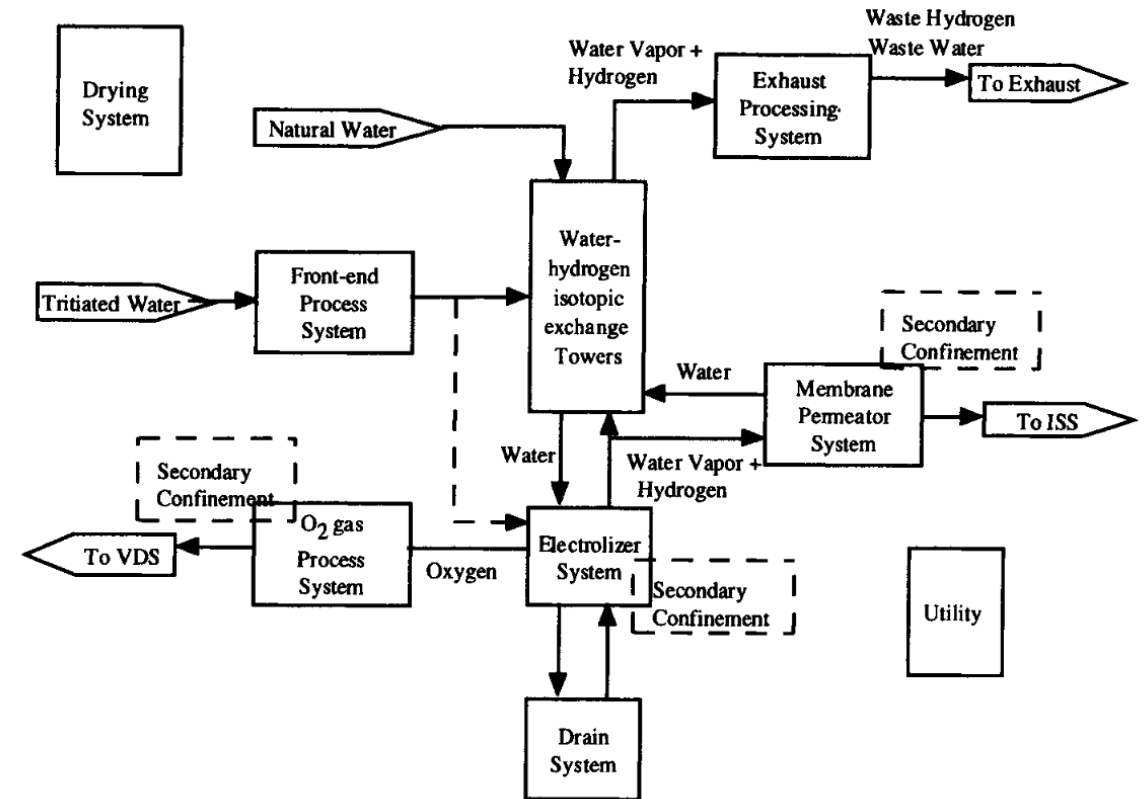 Waste Hydrogen
Waste Water
To Exhaust
Water Vapor +
Hydrogen
Exhaust
Processing
System
Drying
System
Natural Water
Water-
hydrogen
isotopic
exchange
Towers
Front-end
Process
System
Tritiated Water
Secondary
Confinement
Water
Membrane
Permeator
System
To ISS
Water
Water Vapor +
Hydrogen
Secondary
Confinement
O2 gas
Process
System
To VDS
Oxygen
Electrolizer
System
Secondary
Confinement
Utility
Drain
System